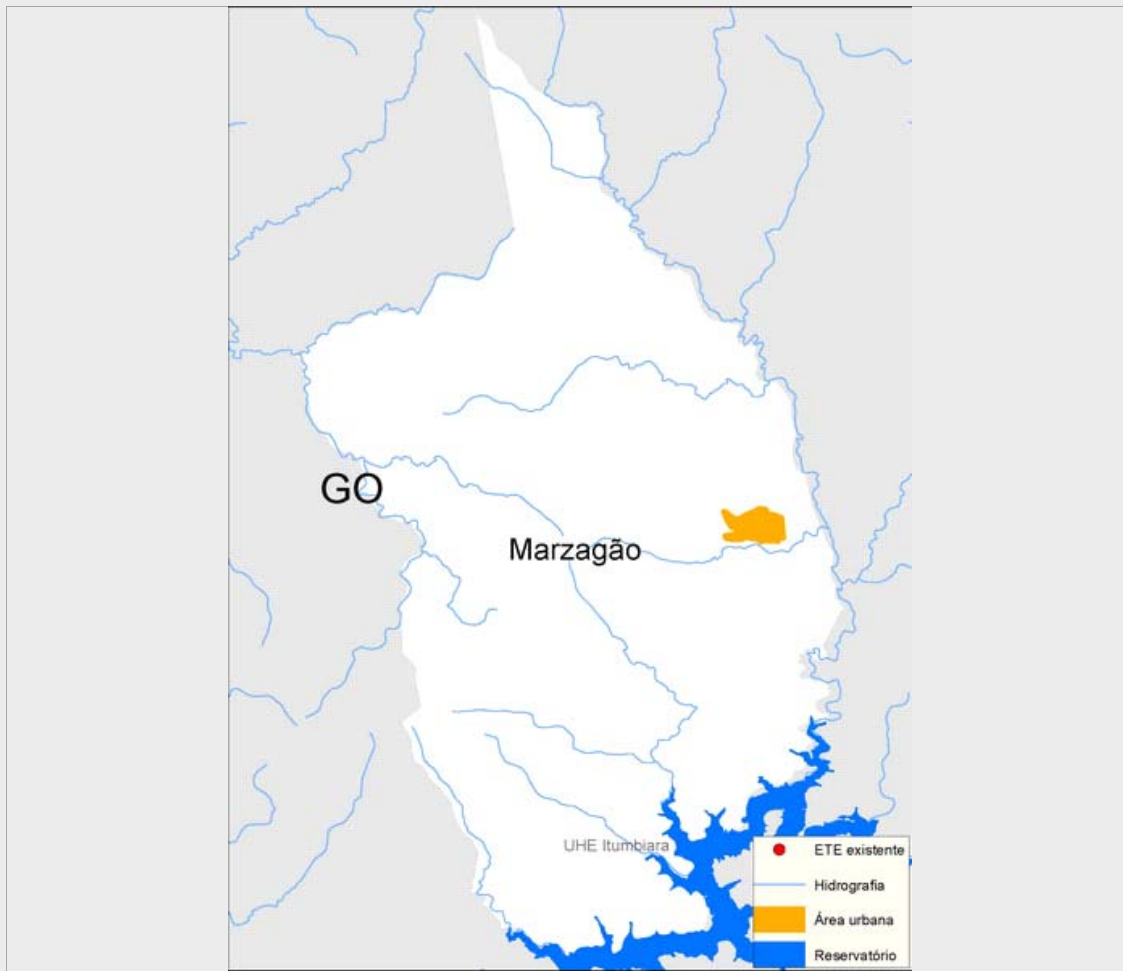 GO
Marzagão
UHE Itumbiara
ETE existente
Hidrografia
Área urbana
Reservatório